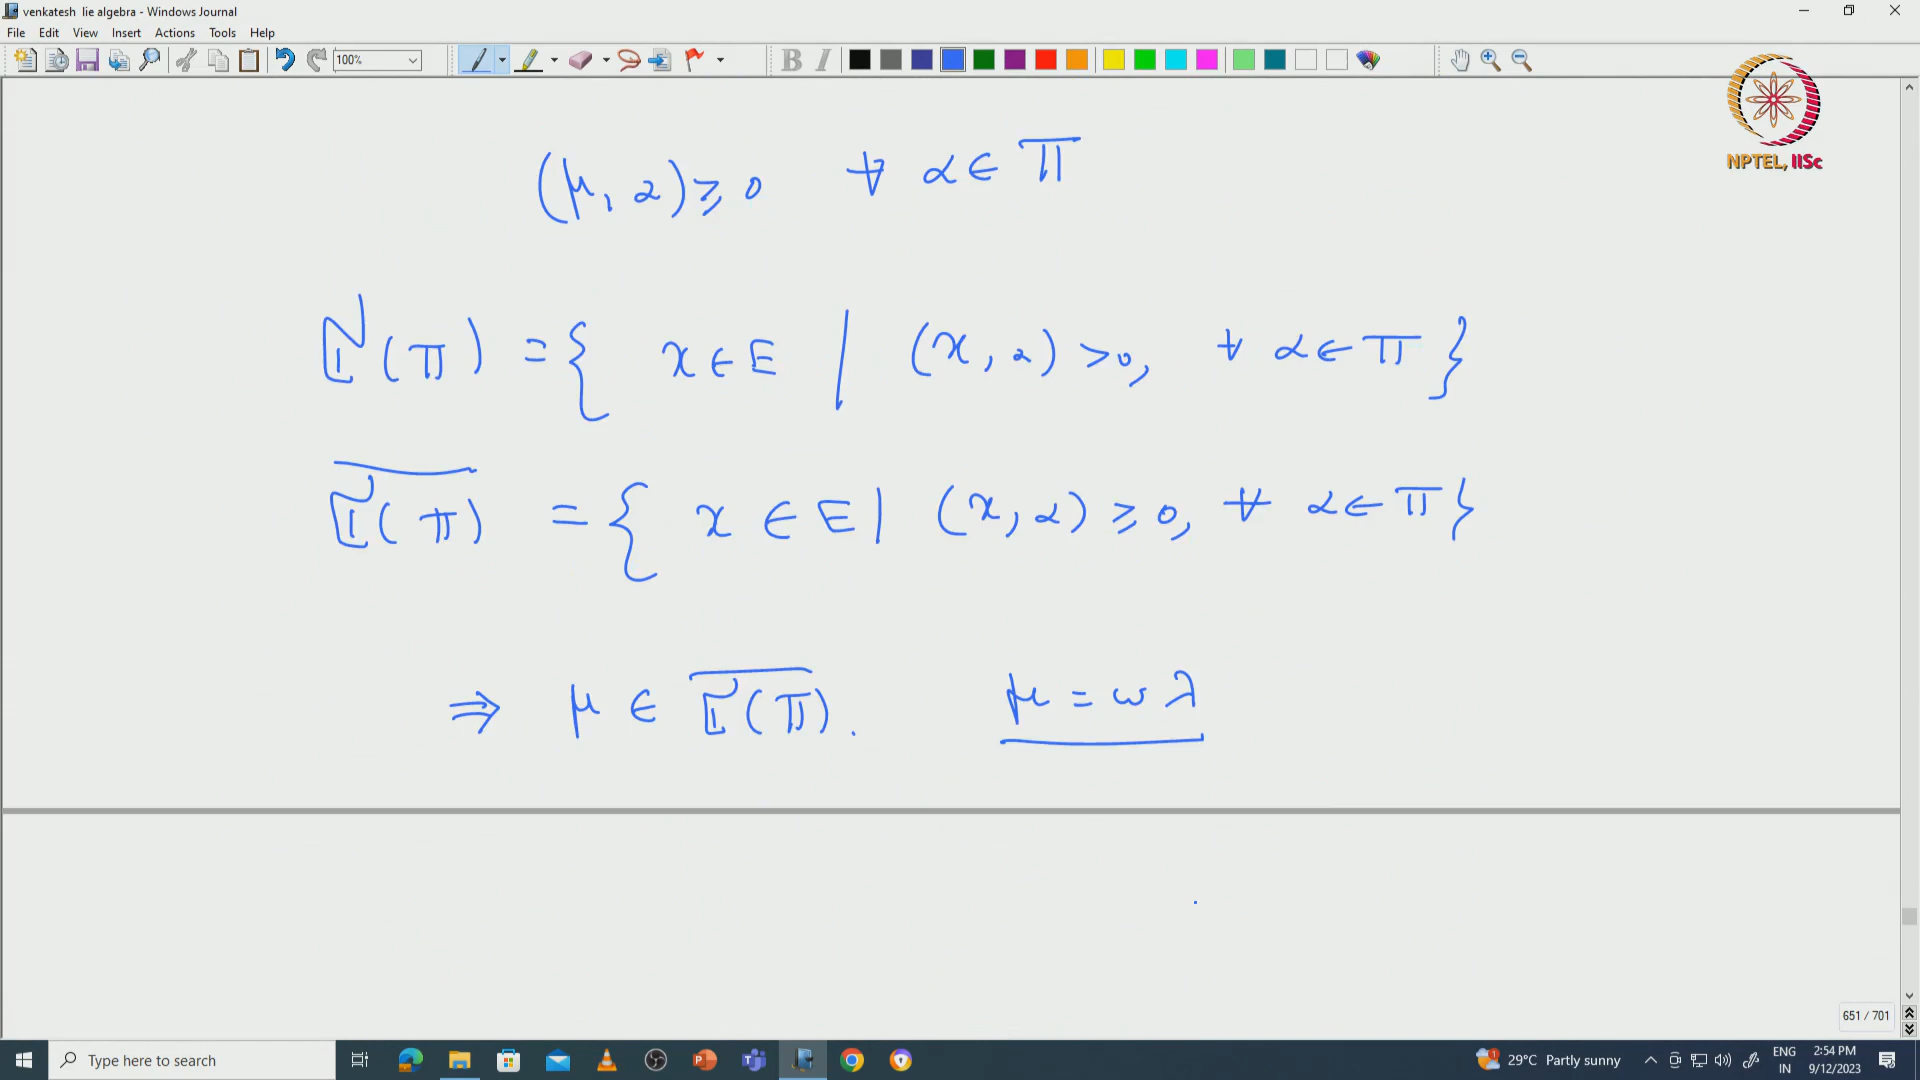 venkatesh lie algebra - Windows Journal
File Edit View Insert Actions Tools Help
100%
B I
NPTEL, IISc
(μ, α) ≥ 0 ∀ α ∈ Π
(Π) = { x ∈ E | (x, α) > 0, ∀ α ∈ Π }
(Π) = { x ∈ E | (x, α) ≥ 0, ∀ α ∈ Π }
⇒ μ ∈ (Π). μ = ω λ
651 / 701
Type here to search
29°C Partly sunny
ENG
IN
2:54 PM
9/12/2023